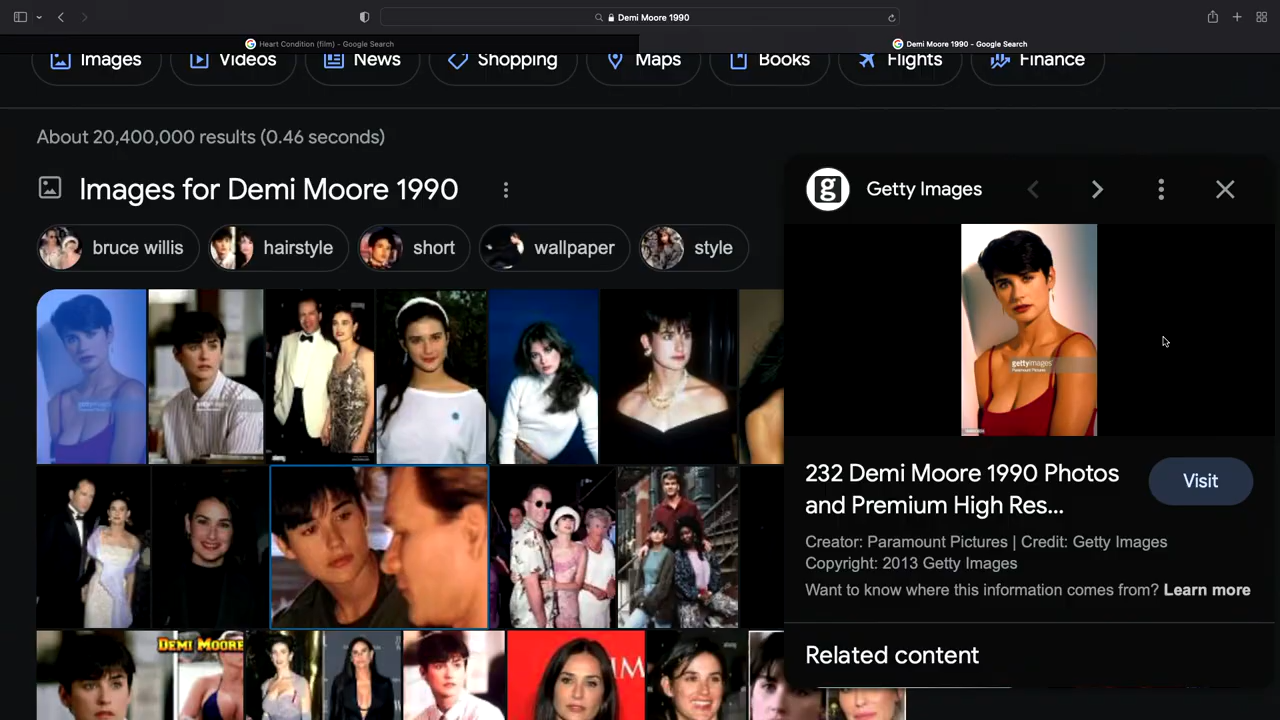 Demi Moore 1990
Heart Condition (film) - Google Search
Demi Moore 1990 - Google Search
Images
Videos
News
Shopping
Maps
Books
Flights
Finance
About 20,400,000 results (0.46 seconds)
Images for Demi Moore 1990
bruce willis
hairstyle
short
wallpaper
style
DEMI MOORE
Getty Images
gettyimages
Paramount Pictures
232 Demi Moore 1990 Photos
and Premium High Res...
Visit
Creator: Paramount Pictures | Credit: Getty Images
Copyright: 2013 Getty Images
Want to know where this information comes from? Learn more
Related content